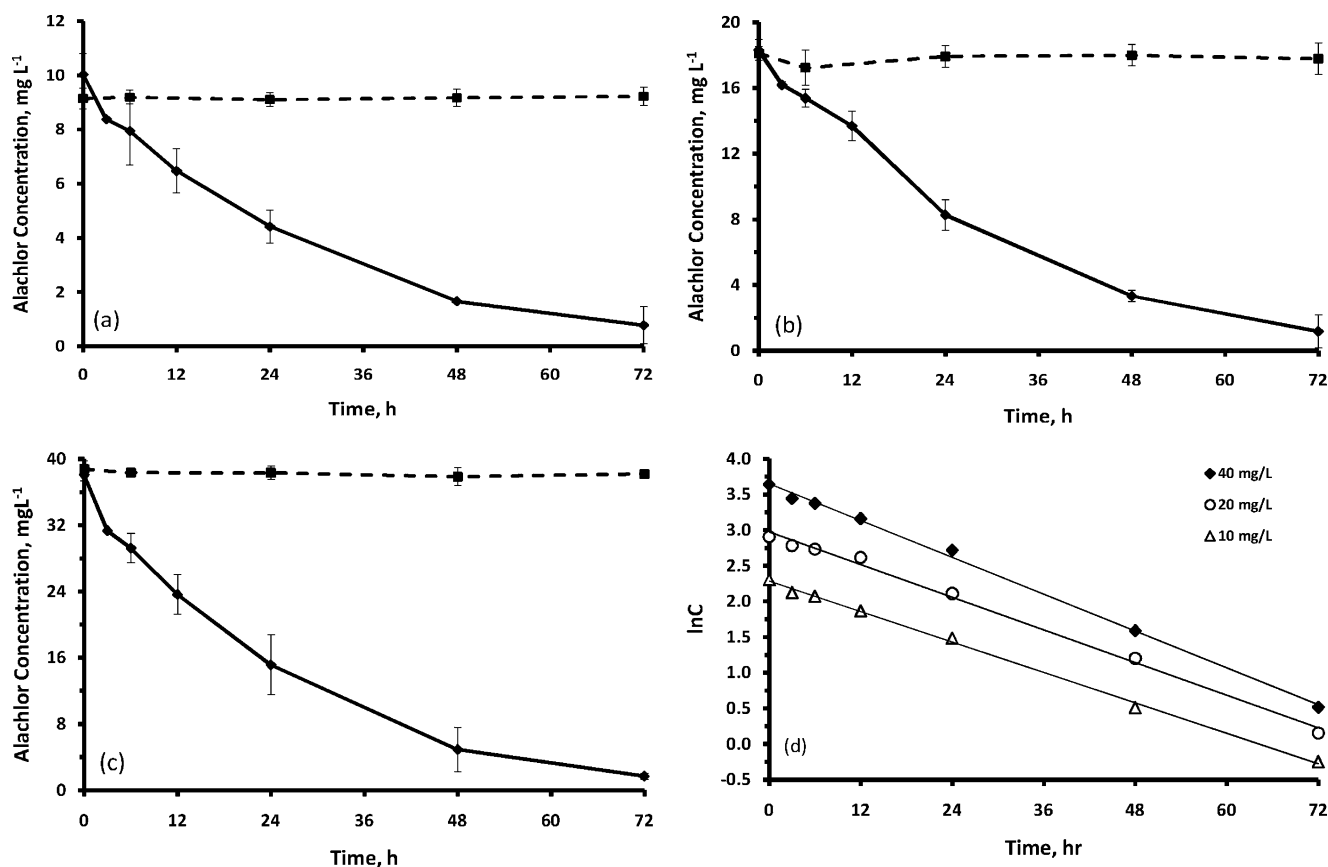 12
10
8
6
4
2
0
Alachlor Concentration, mg L-1
(a)
0 12 24 36 48 60 72
Time, h
20
16
12
8
4
0
Alachlor Concentration, mg L-1
(b)
0 12 24 36 48 60 72
Time, h
40
32
24
16
8
0
Alachlor Concentration, mgL-1
(c)
0 12 24 36 48 60 72
Time, h
4.0
3.5
3.0
2.5
2.0
1.5
1.0
0.5
0.0
-0.5
lnC
40 mg/L
20 mg/L
10 mg/L
(d)
0 12 24 36 48 60 72
Time, hr